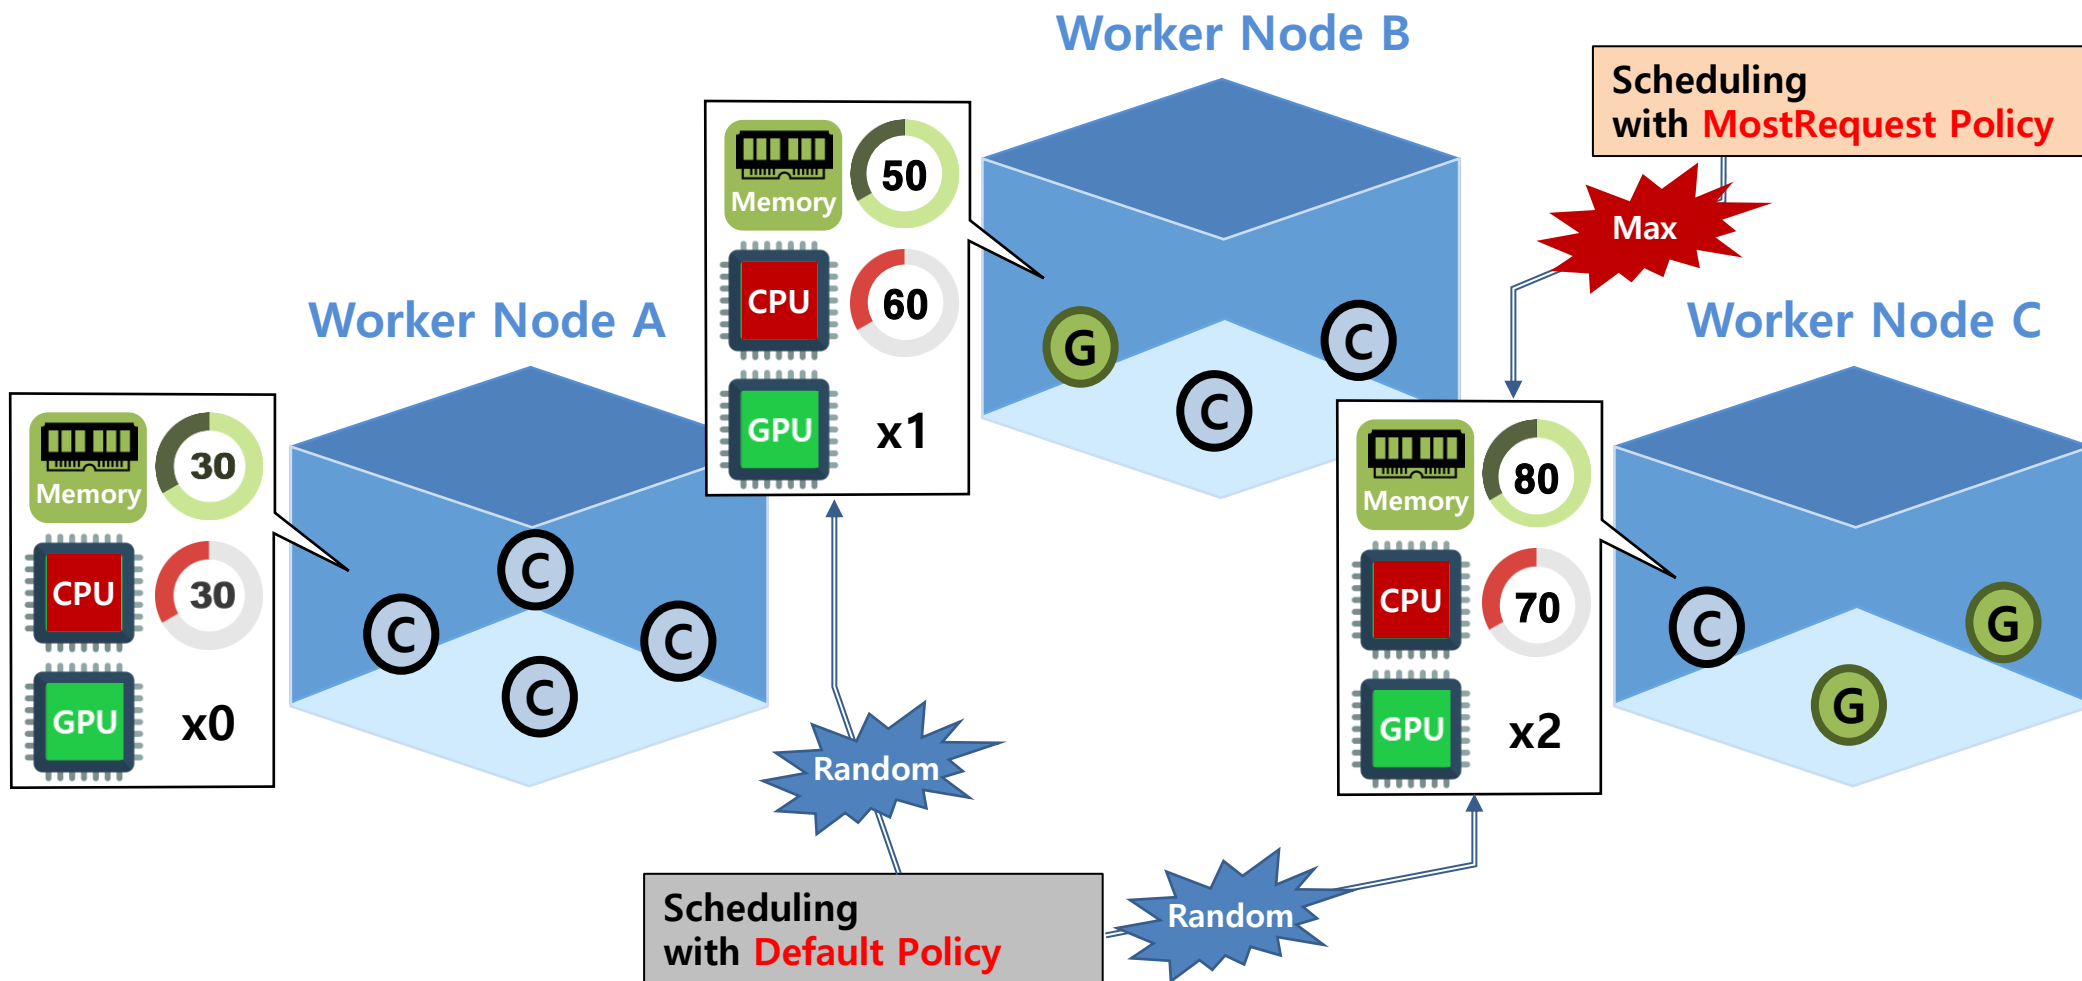 Worker Node B
Scheduling
with MostRequest Policy
Memory
50
Max
CPU
60
Worker Node A
Worker Node C
G
C
C
GPU
x1
Memory
30
Memory
80
C
CPU
30
CPU
70
C
C
C
C
G
G
GPU
x0
GPU
x2
Random
Scheduling
with Default Policy
Random